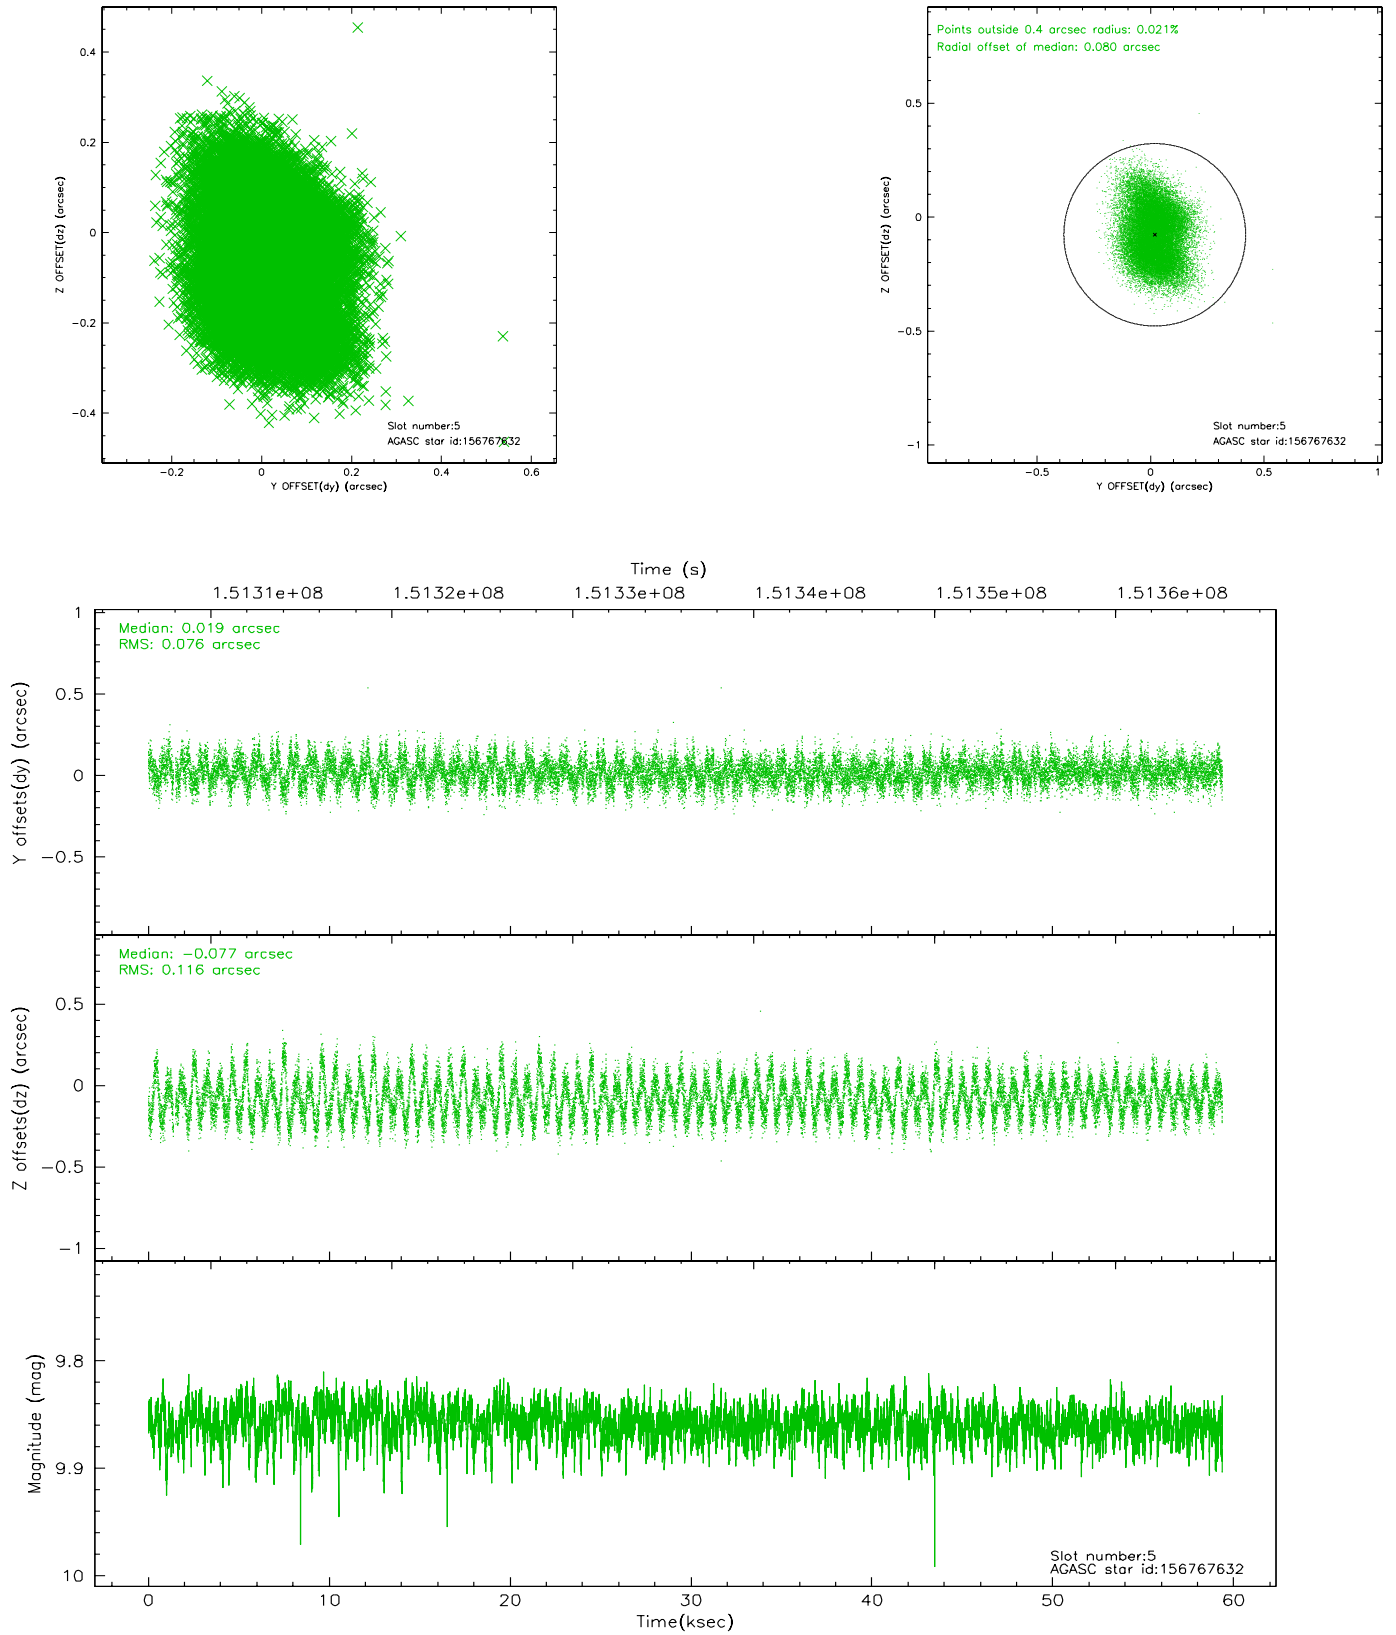 0.4
0.2
0
−0.2
−0.4
Z OFFSET(dz) (arcsec)
−0.2
0
0.2
0.4
0.6
Y OFFSET(dy) (arcsec)
Slot number:5
AGASC star id:156767632
Points outside 0.4 arcsec radius: 0.021%
Radial offset of median: 0.080 arcsec
0.5
0
−0.5
−1
Z OFFSET(dz) (arcsec)
−0.5
0
0.5
1
Y OFFSET(dy) (arcsec)
Slot number:5
AGASC star id:156767632
Time (s)
1.5131e+08
1.5132e+08
1.5133e+08
1.5134e+08
1.5135e+08
1.5136e+08
Median: 0.019 arcsec
RMS: 0.076 arcsec
1
0.5
0
−0.5
Y offsets(dy) (arcsec)
Median: −0.077 arcsec
RMS: 0.116 arcsec
0.5
0
−0.5
−1
Z offsets(dz) (arcsec)
9.8
9.9
10
Magnitude (mag)
Slot number:5
AGASC star id:156767632
0
10
20
30
40
50
60
Time(ksec)